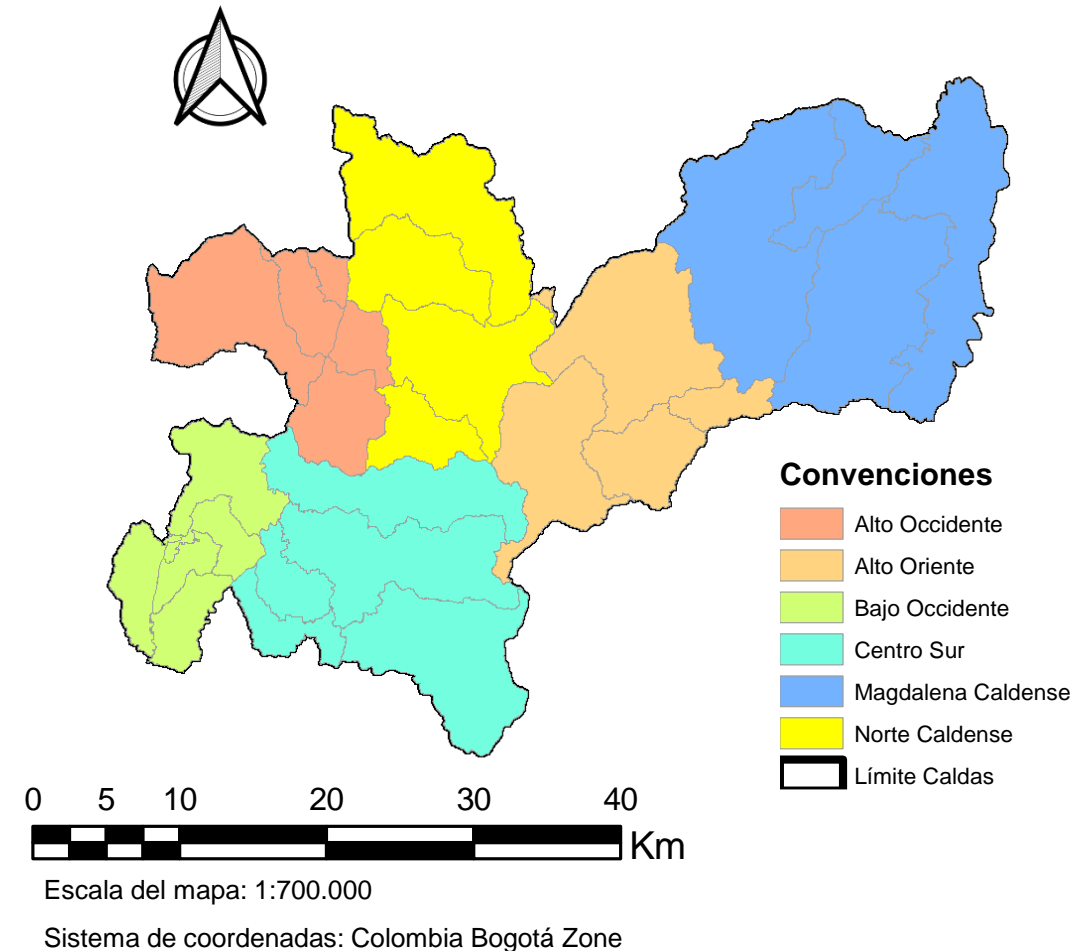 Convenciones
Alto Occidente
Alto Oriente
Bajo Occidente
Centro Sur
Magdalena Caldense
Norte Caldense
Límite Caldas
0 5 10 20 30 40
Km
Escala del mapa: 1:700.000
Sistema de coordenadas: Colombia Bogotá Zone